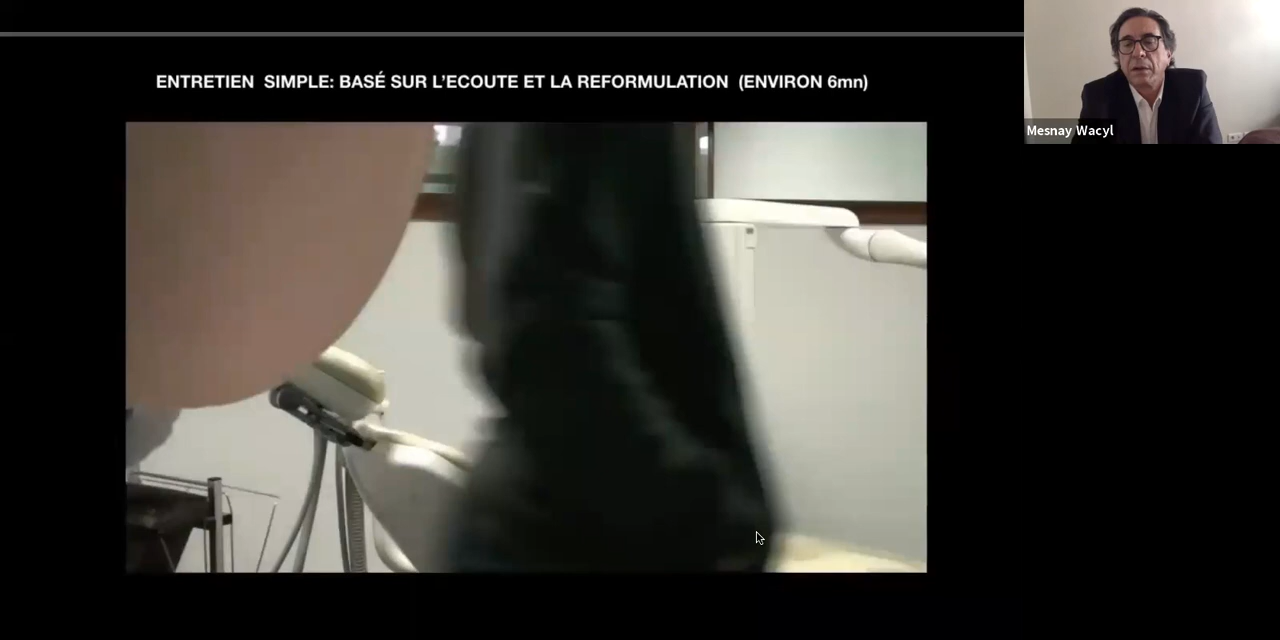 ENTRETIEN  SIMPLE: BASÉ SUR L'ECOUTE ET LA REFORMULATION  (ENVIRON 6mn)
Mesnay Wacyl